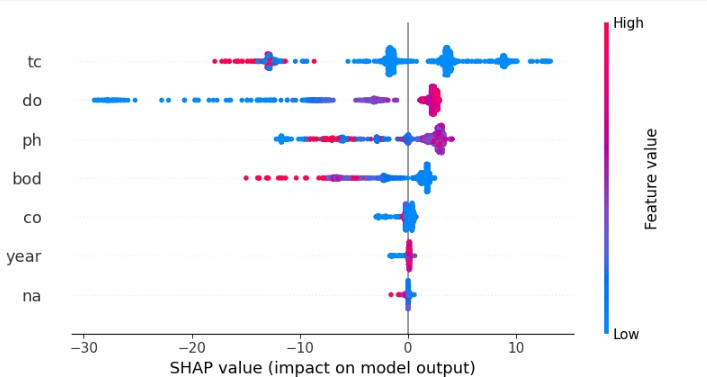 High
tc
do
ph
bod
co
year
na
Feature value
Low
−30 −20 −10 0 10
SHAP value (impact on model output)